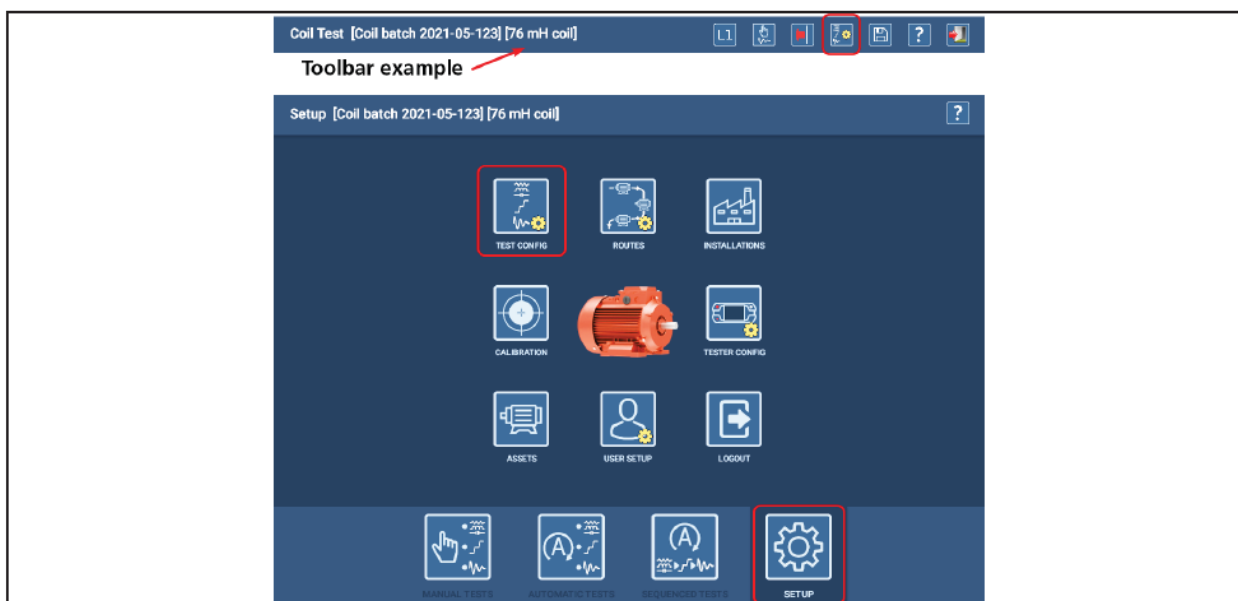 Coil Test [Coil batch 2021-05-123] [76 mH coil]
L1
?
Toolbar example
Setup [Coil batch 2021-05-123] [76 mH coil]
?
TEST CONFIG ROUTES INSTALLATIONS
CALIBRATION TESTER CONFIG
ASSETS USER SETUP LOGOUT
A A
MANUAL TESTS AUTOMATIC TESTS SEQUENCED TESTS SETUP